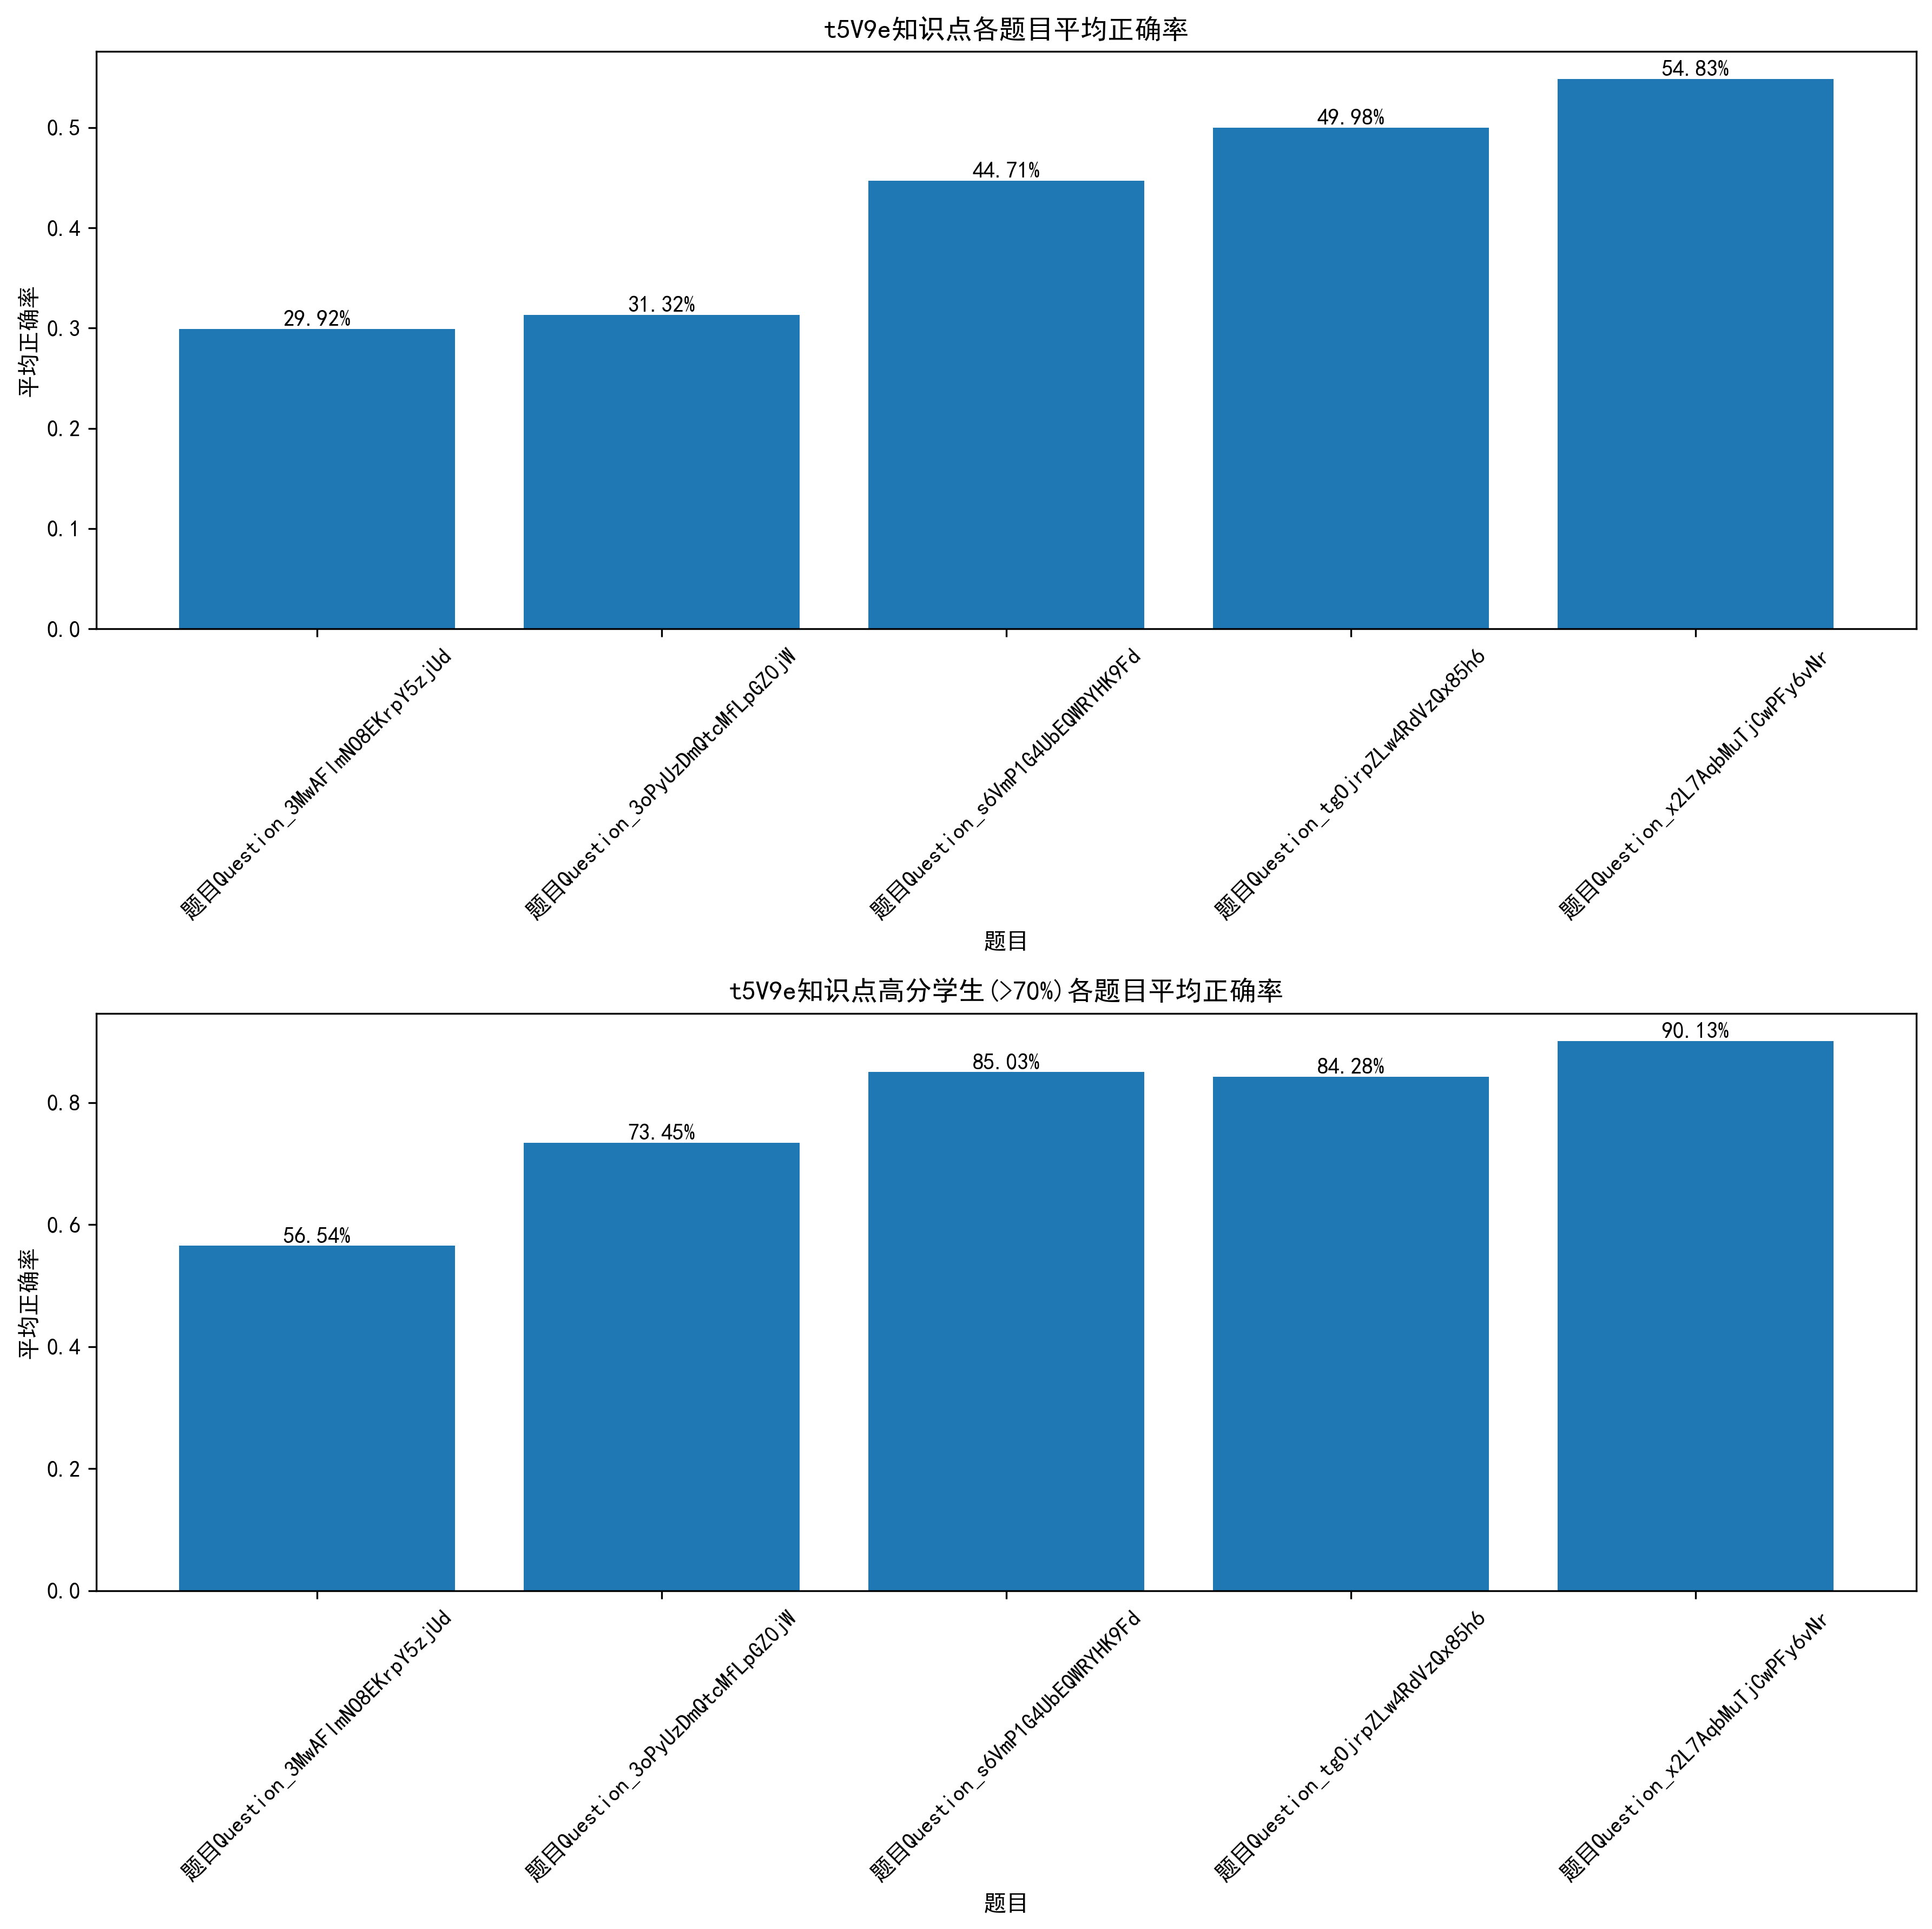 t5V9e知识点各题目平均正确率
平均正确率
0.5
0.4
0.3
0.2
0.1
0.0
29.92%
31.32%
44.71%
49.98%
54.83%
题目Question_3MwAFlmNO8EKrpY5zjUd
题目Question_3oPyUzDmQtcMfLpGZOjW
题目Question_s6VmP1G4UbEQWRYHK9Fd
题目Question_tgOjrpZLw4RdVzQx85h6
题目Question_x2L7AqbMuTjCwPFy6vNr
题目
t5V9e知识点高分学生(>70%)各题目平均正确率
平均正确率
0.8
0.6
0.4
0.2
0.0
56.54%
73.45%
85.03%
84.28%
90.13%
题目Question_3MwAFlmNO8EKrpY5zjUd
题目Question_3oPyUzDmQtcMfLpGZOjW
题目Question_s6VmP1G4UbEQWRYHK9Fd
题目Question_tgOjrpZLw4RdVzQx85h6
题目Question_x2L7AqbMuTjCwPFy6vNr
题目